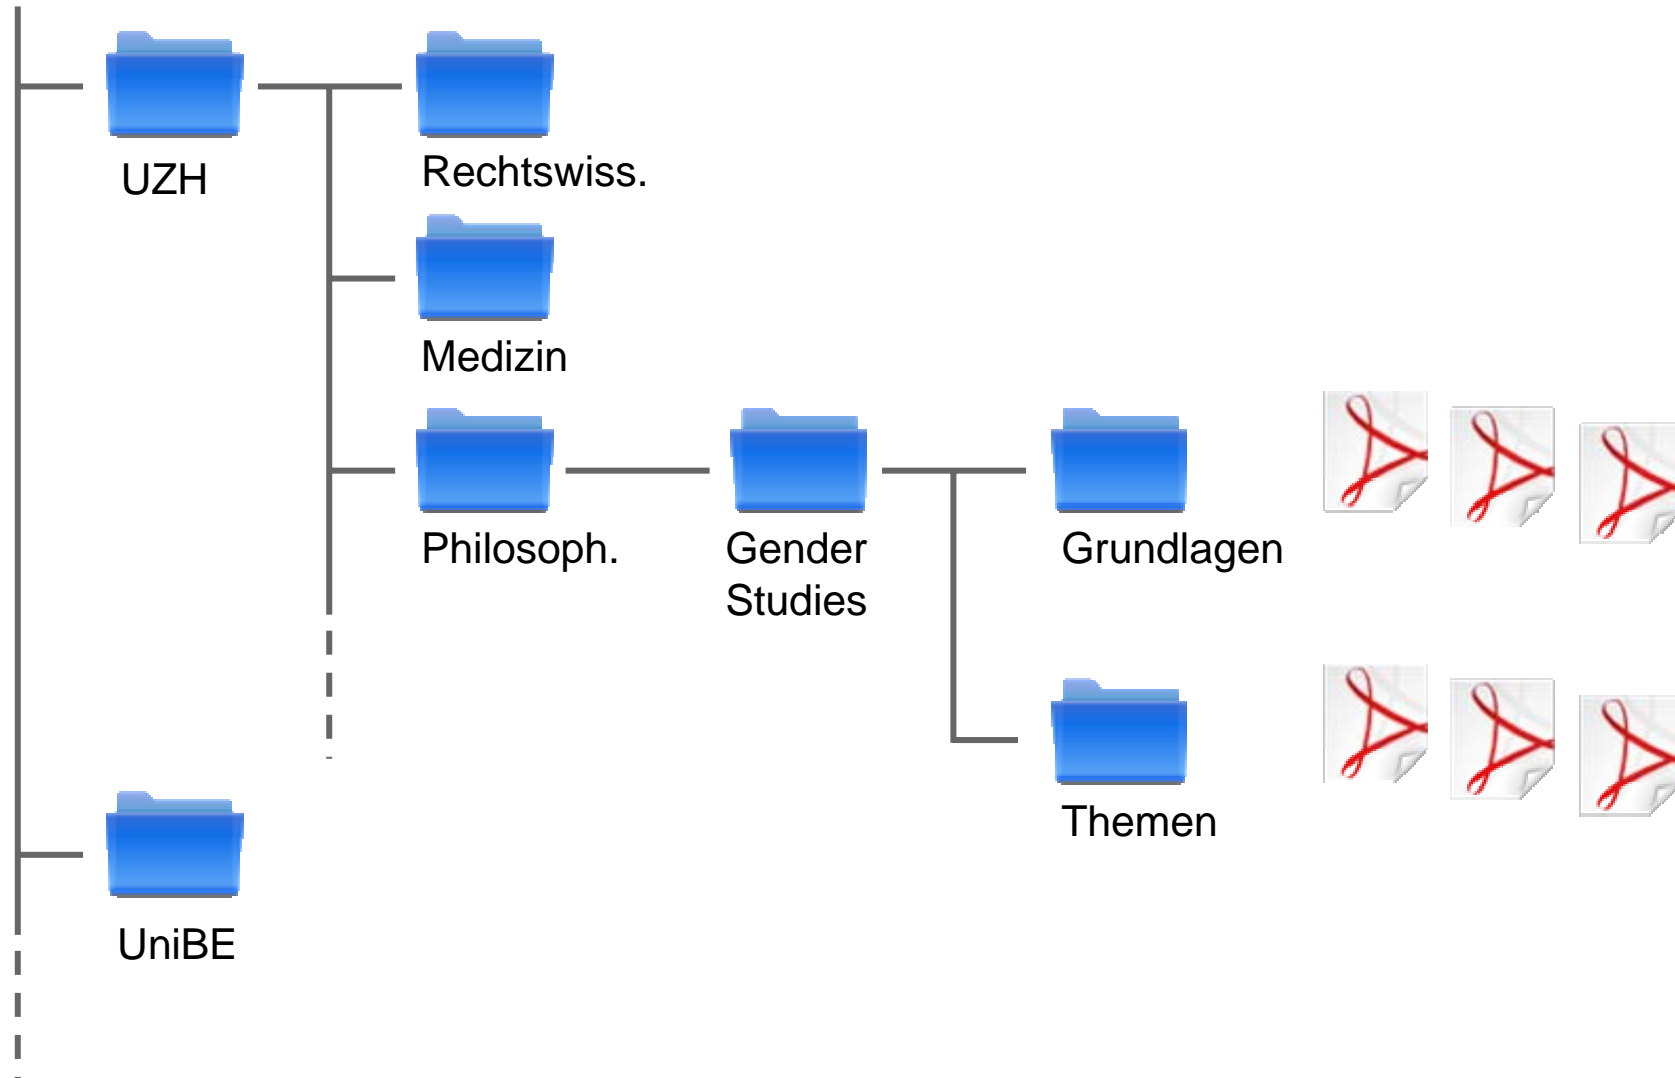 UZH
Rechtswiss.
Medizin
Philosoph.
Gender
Studies
Grundlagen
Themen
UniBE